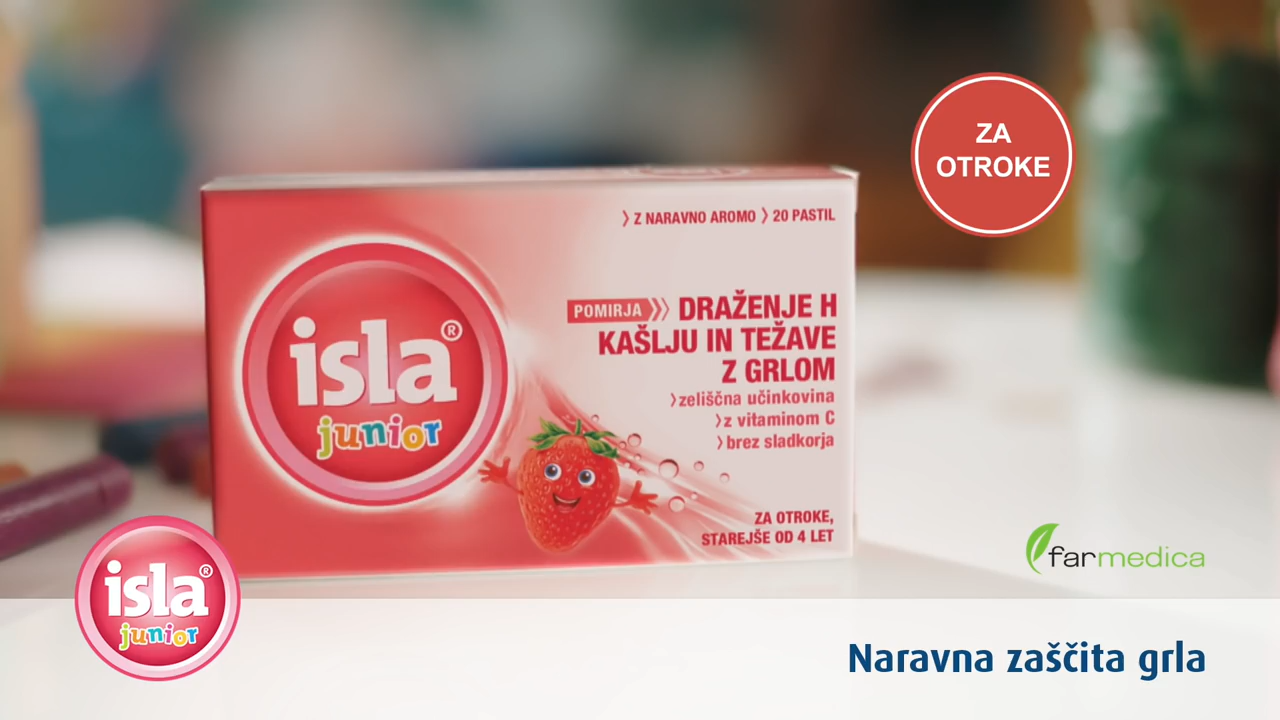 ZA
OTROKE
〉Z NARAVNO AROMO 〉20 PASTIL
POMIRJA 》 DRAŽENJE H
KAŠLJU IN TEŽAVE
Z GRLOM
〉zeliščna učinkovina
〉z vitaminom C
〉brez sladkorja
isla®
junior
ZA OTROKE,
STAREJŠE OD 4 LET
farmedica
isla®
junior
Naravna zaščita grla